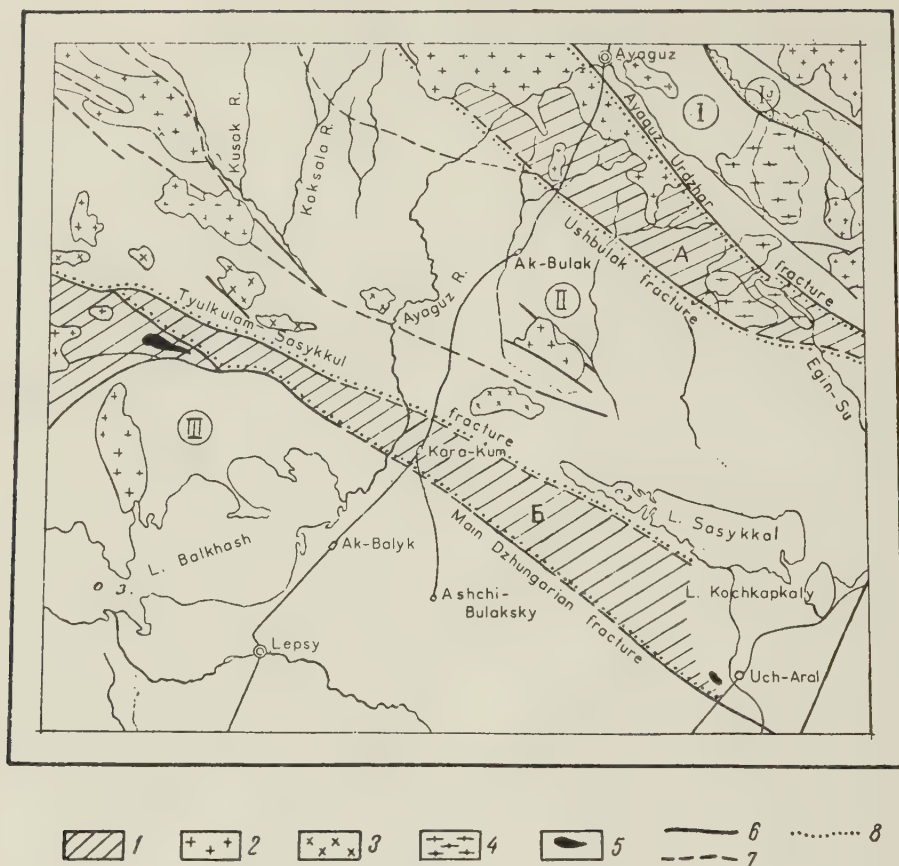 Ayaguz
I
I₁
Kusak R.
Koksala R.
Ayaguz-Urdzhar
fracture
Ushbulak
fracture
A
Ak-Bulak
Ayaguz R.
II
Egin-Su
Tyulkulam-Sasykkul
fracture
III
Kara-Kum
Б
L. Sasykkal
L. Balkhash
Ak-Balyk
Main Dzhungarian
fracture
L. Kochkapkaly
Ashchi-
Bulaksky
Lepsy
Uch-Aral
1 2 3 4 5 6 8
7